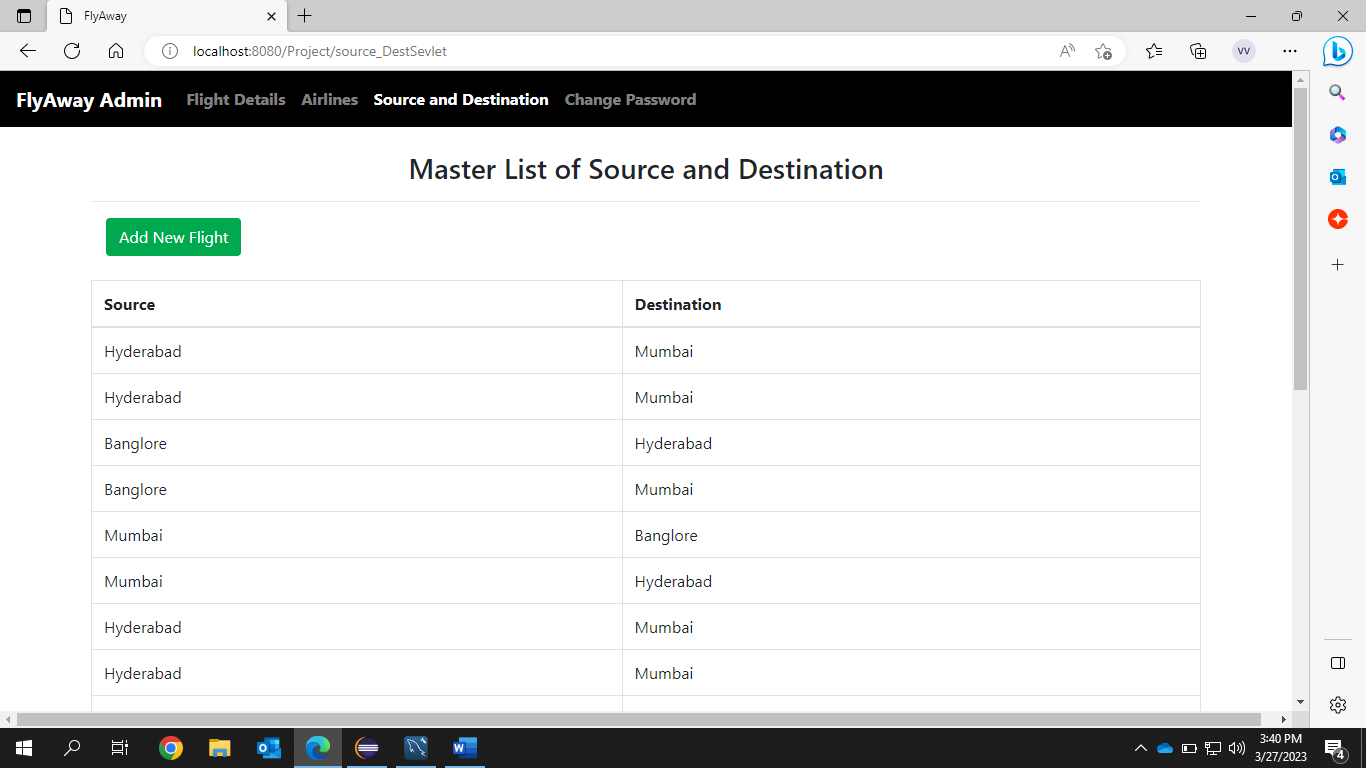 FlyAway
localhost:8080/Project/source_DestSevlet
VV
FlyAway Admin Flight Details Airlines Source and Destination Change Password
Master List of Source and Destination
Add New Flight
Source Destination
Hyderabad Mumbai
Hyderabad Mumbai
Banglore Hyderabad
Banglore Mumbai
Mumbai Banglore
Mumbai Hyderabad
Hyderabad Mumbai
Hyderabad Mumbai
3:40 PM
3/27/2023
4